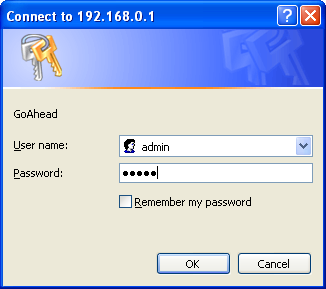 Connect to 192.168.0.1
GoAhead
User name: admin
Password: •••••
Remember my password
OK Cancel